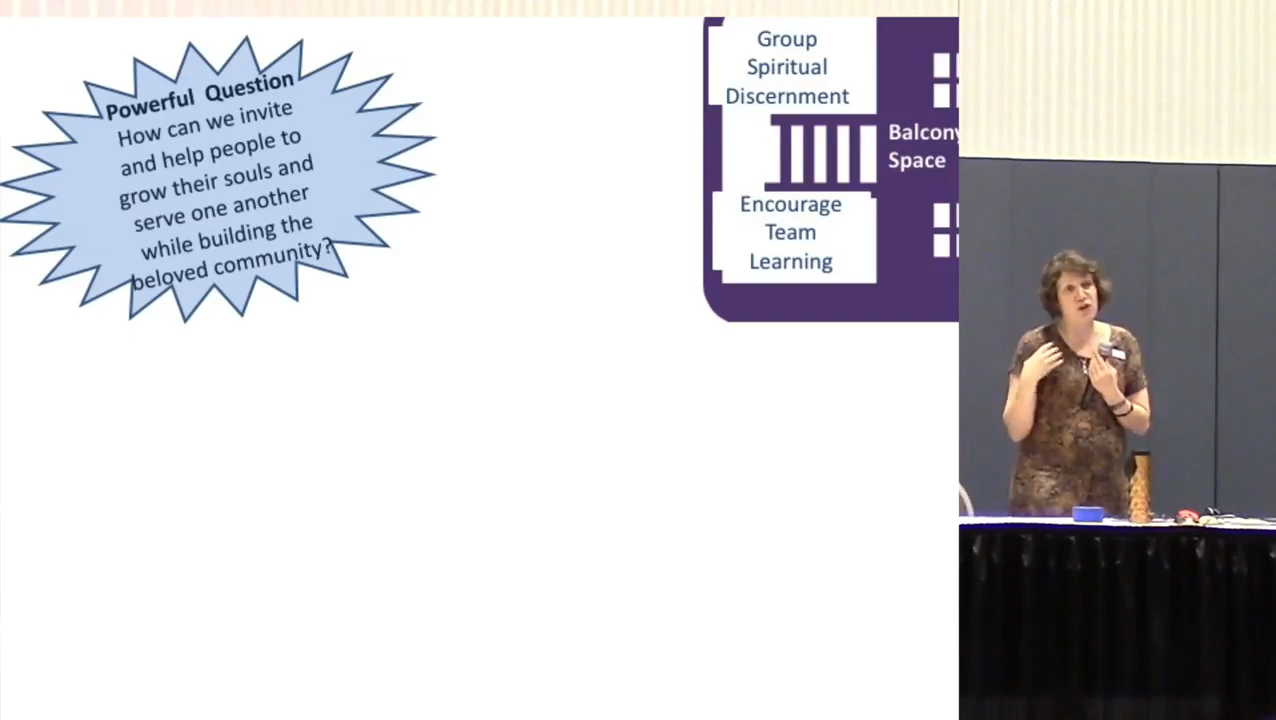 Powerful Question
How can we invite
and help people to
grow their souls and
serve one another
while building the
beloved community?
Group
Spiritual
Discernment
Balcony
Space
Encourage
Team
Learning